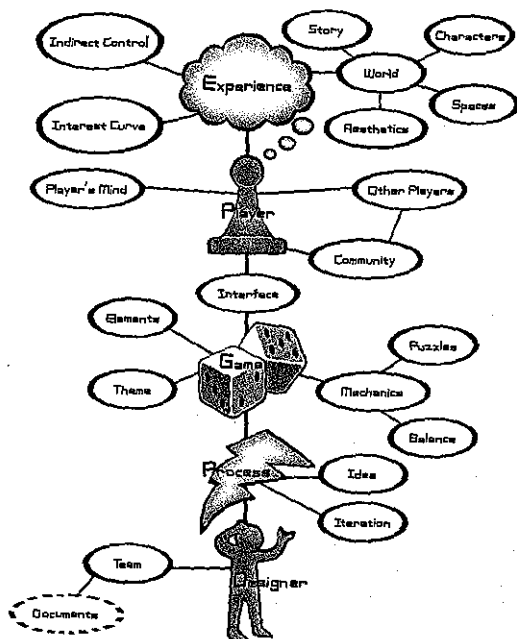 Story
Characters
Indirect Control
World
Experience
Spaces
Interest Curve
Aesthetics
Player's Mind
Other Players
Player
Community
Interface
Elements
Puzzles
Game
Theme
Mechanics
Balance
Process
Idea
Iteration
Team
Designer
Documents